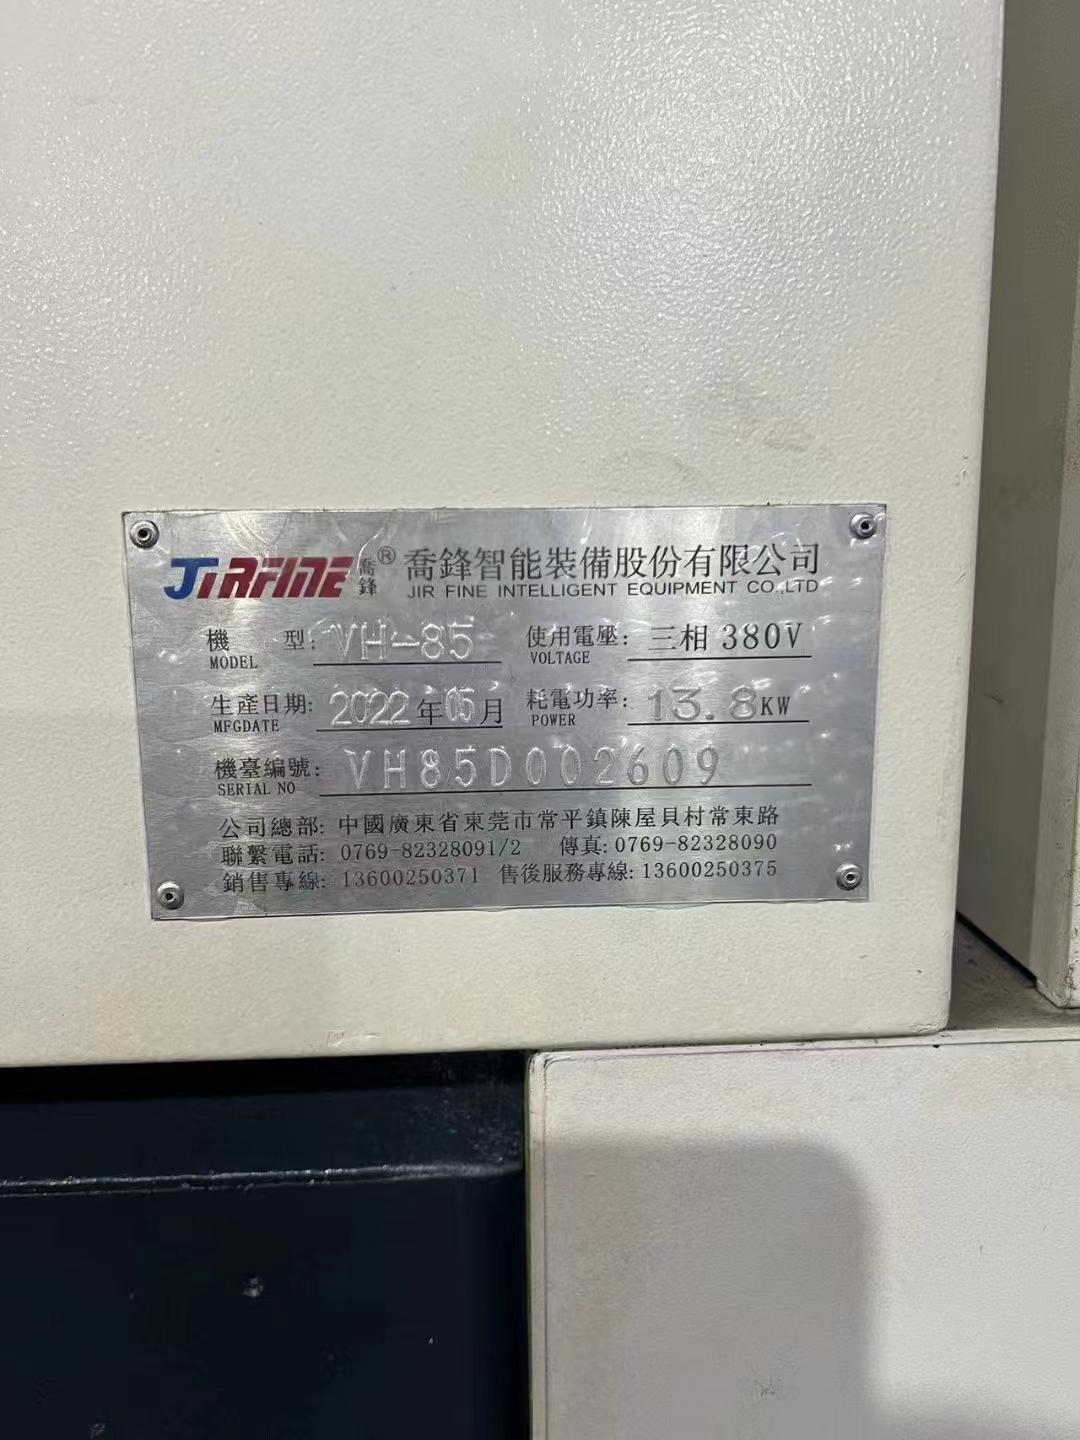 JIRFINE 喬鋒® 喬鋒智能裝備股份有限公司
JIR FINE INTELLIGENT EQUIPMENT CO.,LTD
機 型: VH-85 使用電壓: 三相 380V
MODEL VOLTAGE
生產日期: 2022年05月 耗電功率: 13.8KW
MFGDATE POWER
機臺編號: VH85D002609
SERIAL NO
公司總部: 中國廣東省東莞市常平鎮陳屋貝村常東路
聯繫電話: 0769-82328091/2 傳真: 0769-82328090
銷售專線: 13600250371 售後服務專線: 13600250375